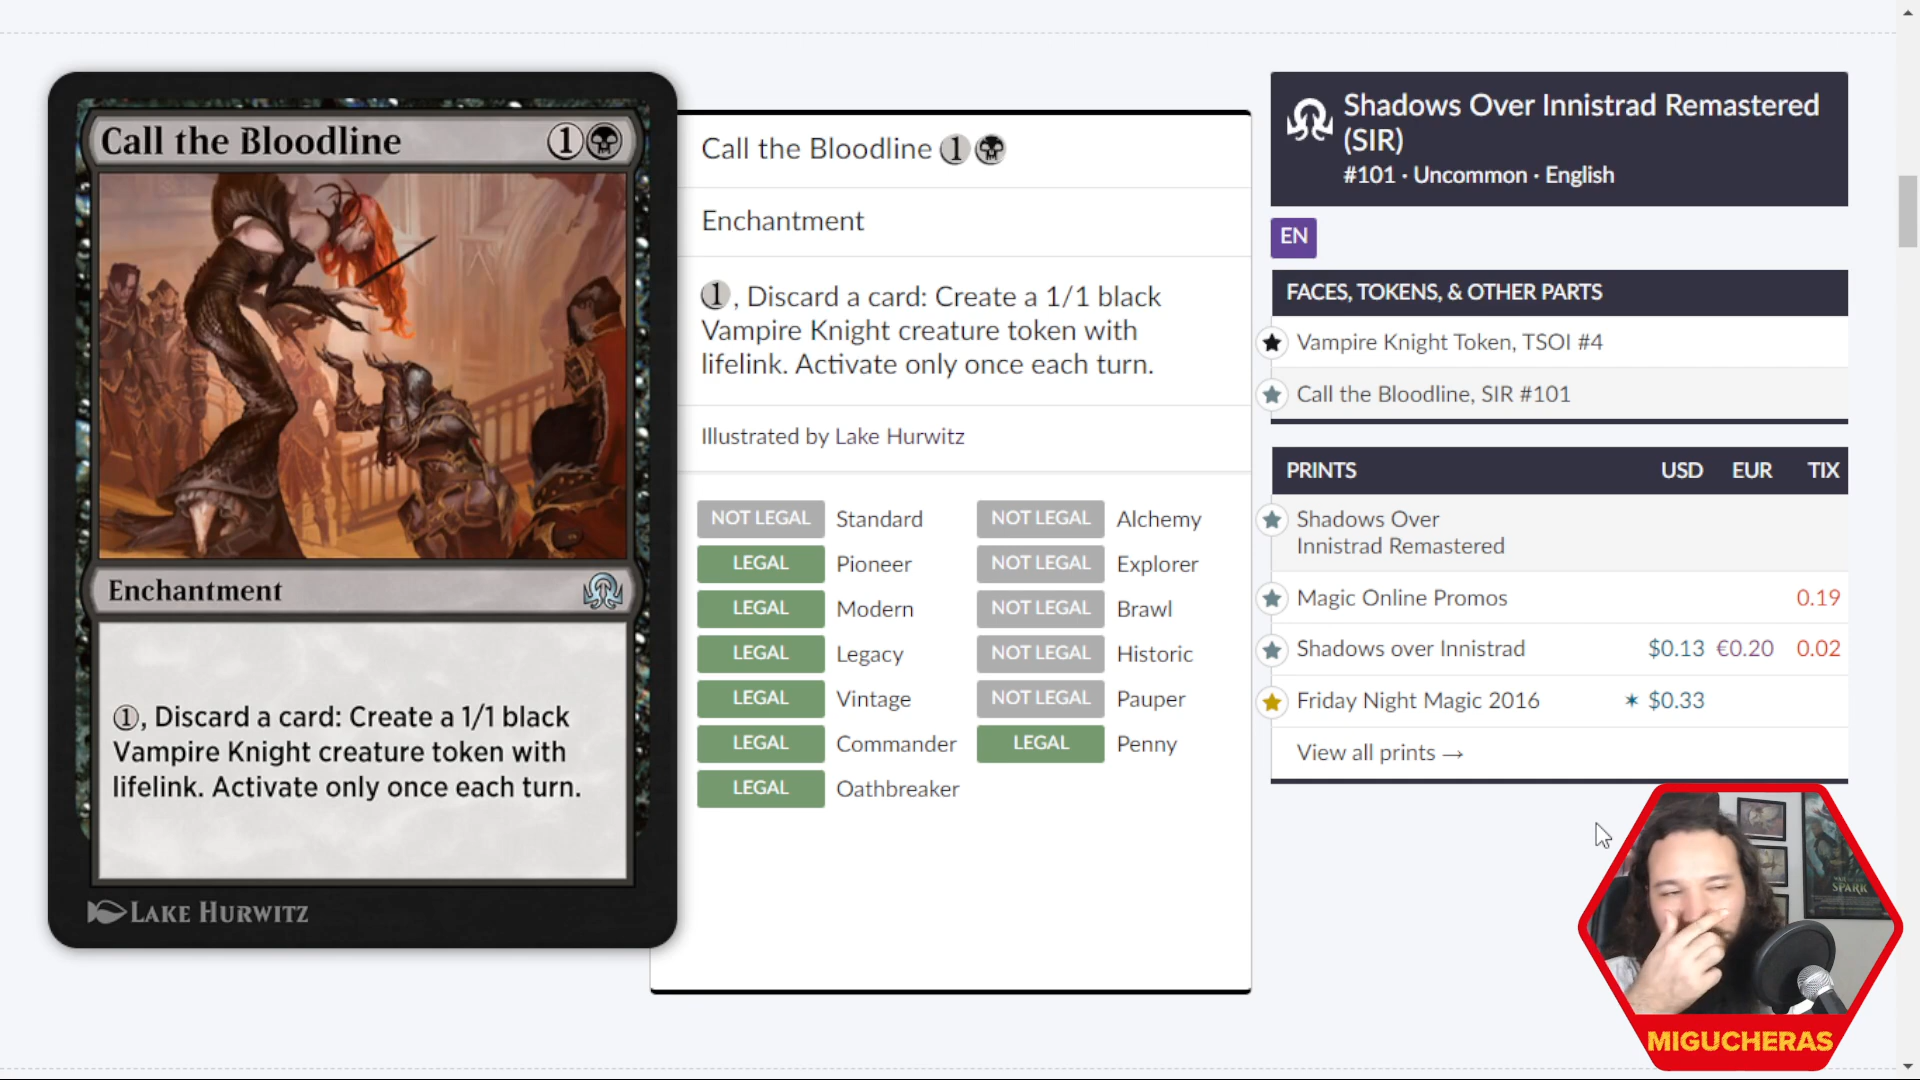 Call the Bloodline 1
Enchantment
1, Discard a card: Create a 1/1 black
Vampire Knight creature token with
lifelink. Activate only once each turn.
LAKE HURWITZ
Call the Bloodline 1
Enchantment
1, Discard a card: Create a 1/1 black
Vampire Knight creature token with
lifelink. Activate only once each turn.
Illustrated by Lake Hurwitz
NOT LEGAL Standard NOT LEGAL Alchemy
LEGAL Pioneer NOT LEGAL Explorer
LEGAL Modern NOT LEGAL Brawl
LEGAL Legacy NOT LEGAL Historic
LEGAL Vintage NOT LEGAL Pauper
LEGAL Commander LEGAL Penny
LEGAL Oathbreaker
Shadows Over Innistrad Remastered
(SIR)
#101 · Uncommon · English
EN
FACES, TOKENS, & OTHER PARTS
Vampire Knight Token, TSOI #4
Call the Bloodline, SIR #101
PRINTS USD EUR TIX
Shadows Over
Innistrad Remastered
Magic Online Promos 0.19
Shadows over Innistrad $0.13 €0.20 0.02
Friday Night Magic 2016 ✶ $0.33
View all prints →
SPARK
MIGUCHERAS